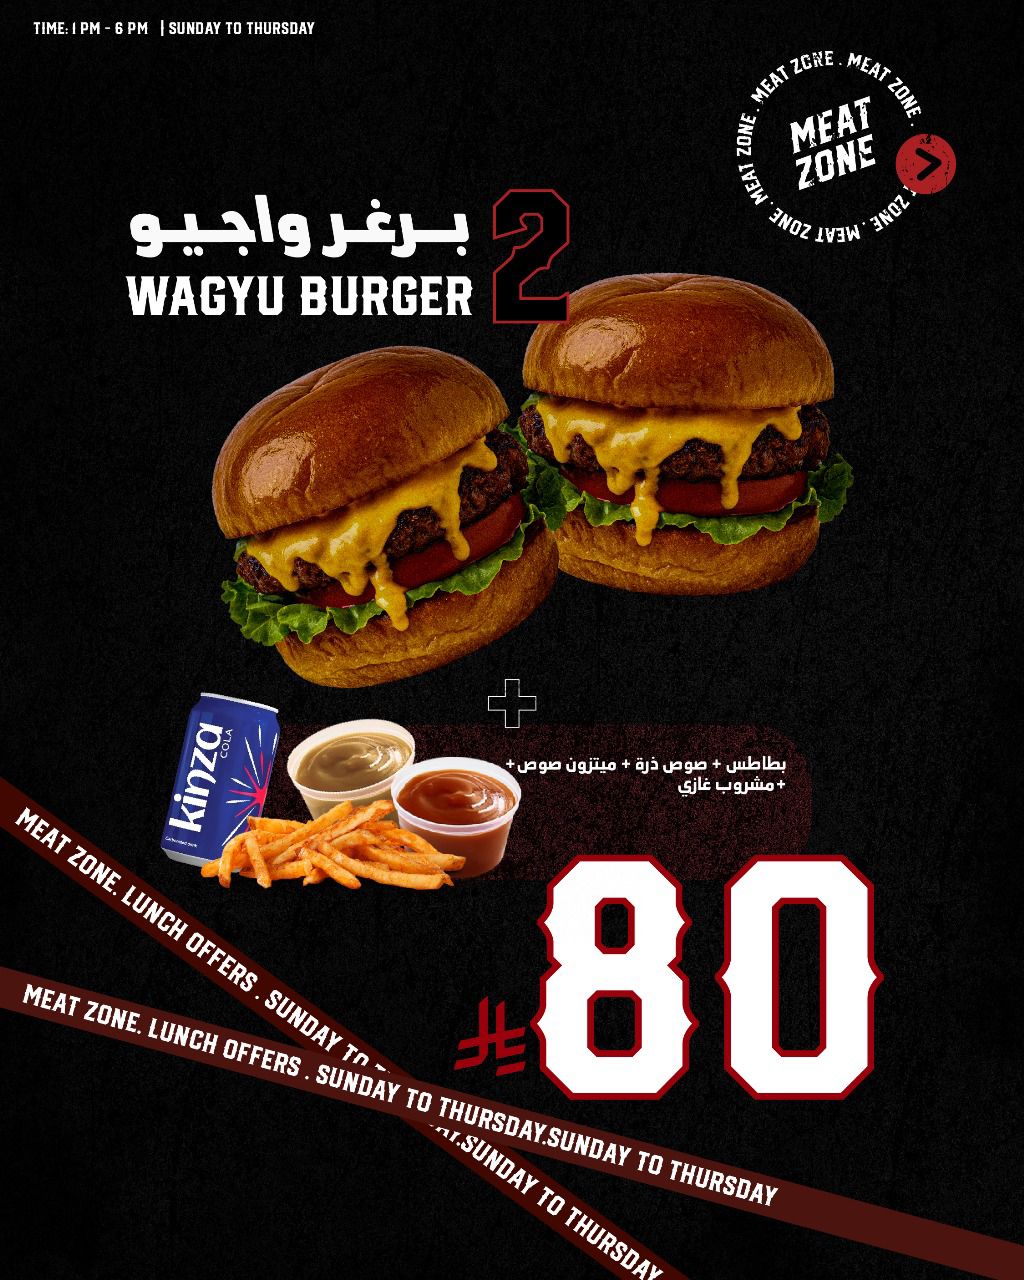 TIME: 1 PM - 6 PM | SUNDAY TO THURSDAY
MEAT ZONE . MEAT ZONE . MEAT ZONE . MEAT ZONE . MEAT ZONE .
MEAT
ZONE
برغر واجيو
2
WAGYU BURGER
kinza
COLA
بطاطس + صوص ذرة + ميتزون صوص+
+مشروب غازي
80
MEAT ZONE. LUNCH OFFERS . SUNDAY TO
MEAT ZONE. LUNCH OFFERS . SUNDAY TO THURSDAY.SUNDAY TO THURSDAY
.SUNDAY TO THURSDAY